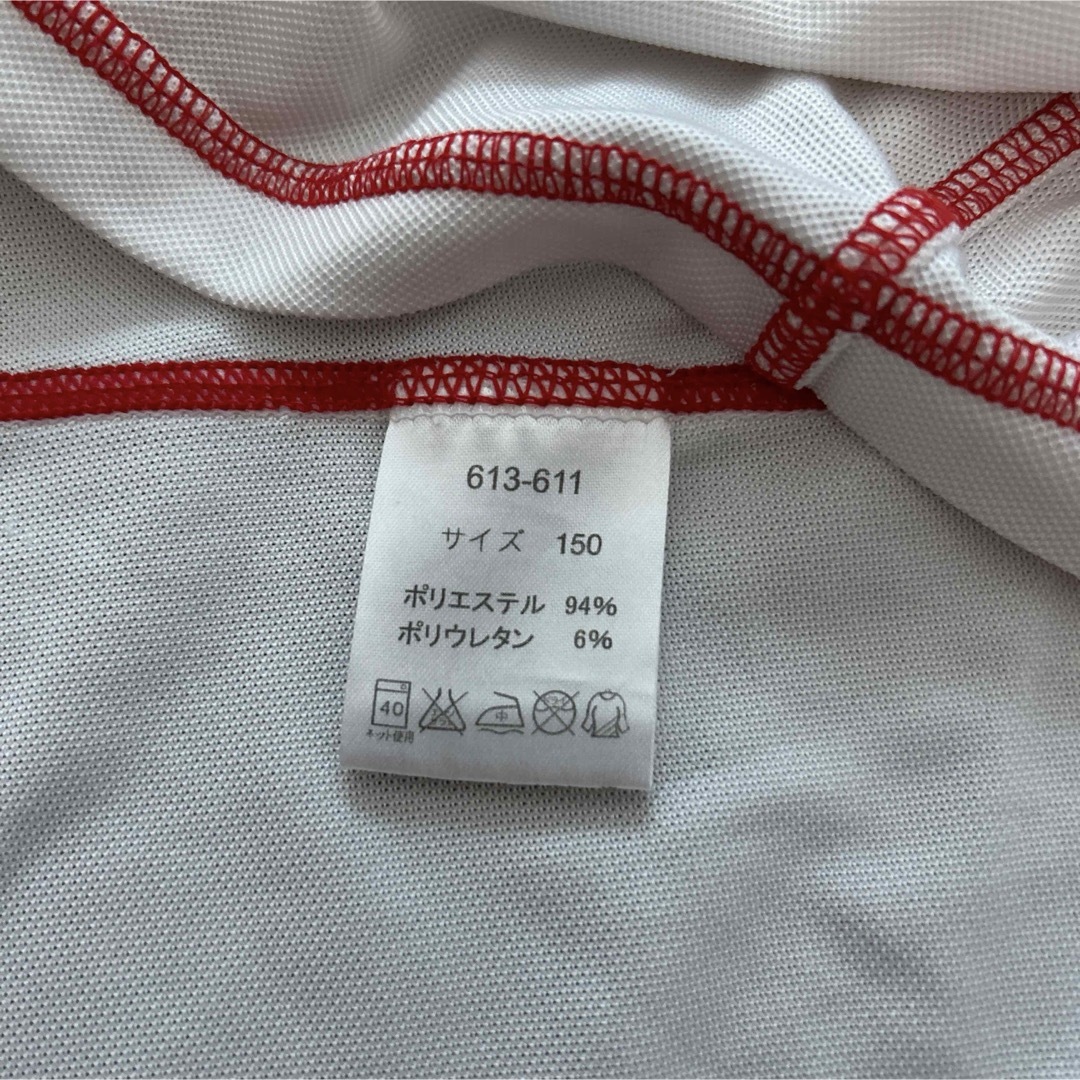 613-611
サイズ 150
ポリエステル 94%
ポリウレタン 6%
40 中
ネット使用